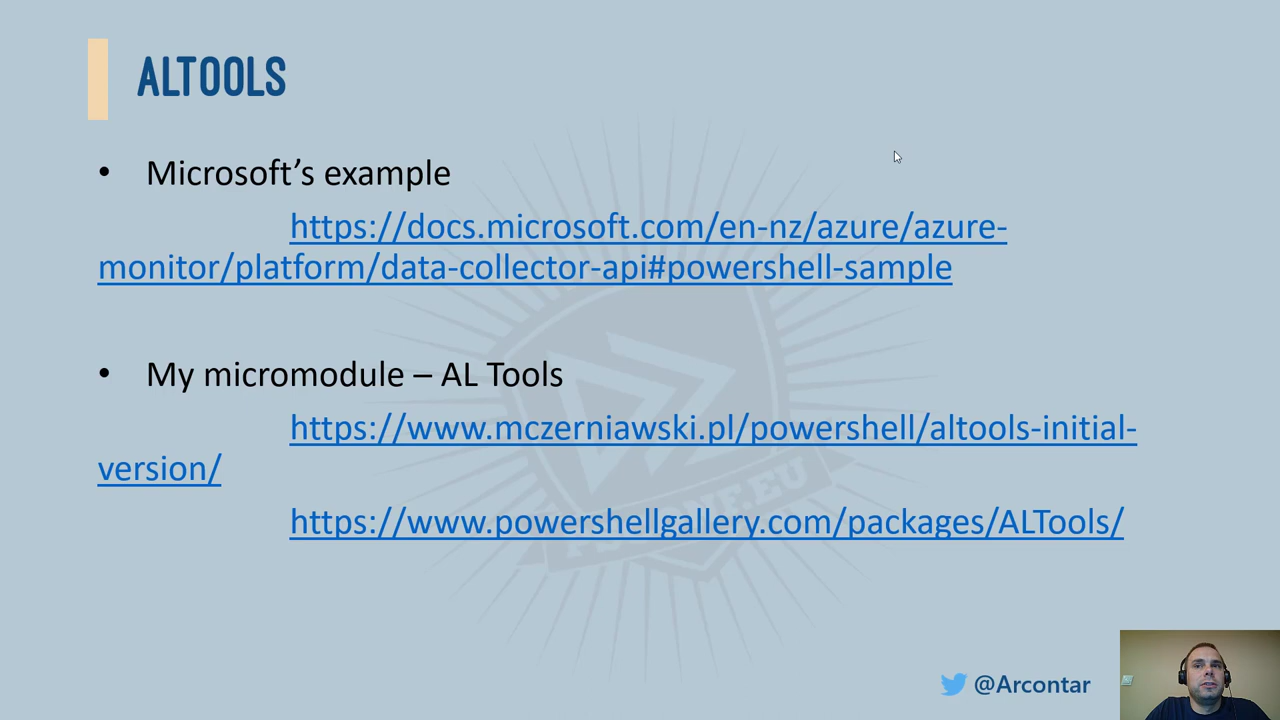 ALTOOLS
• Microsoft’s example
https://docs.microsoft.com/en-nz/azure/azure-
monitor/platform/data-collector-api#powershell-sample
• My micromodule – AL Tools
https://www.mczerniawski.pl/powershell/altools-initial-
version/
https://www.powershellgallery.com/packages/ALTools/
@Arcontar